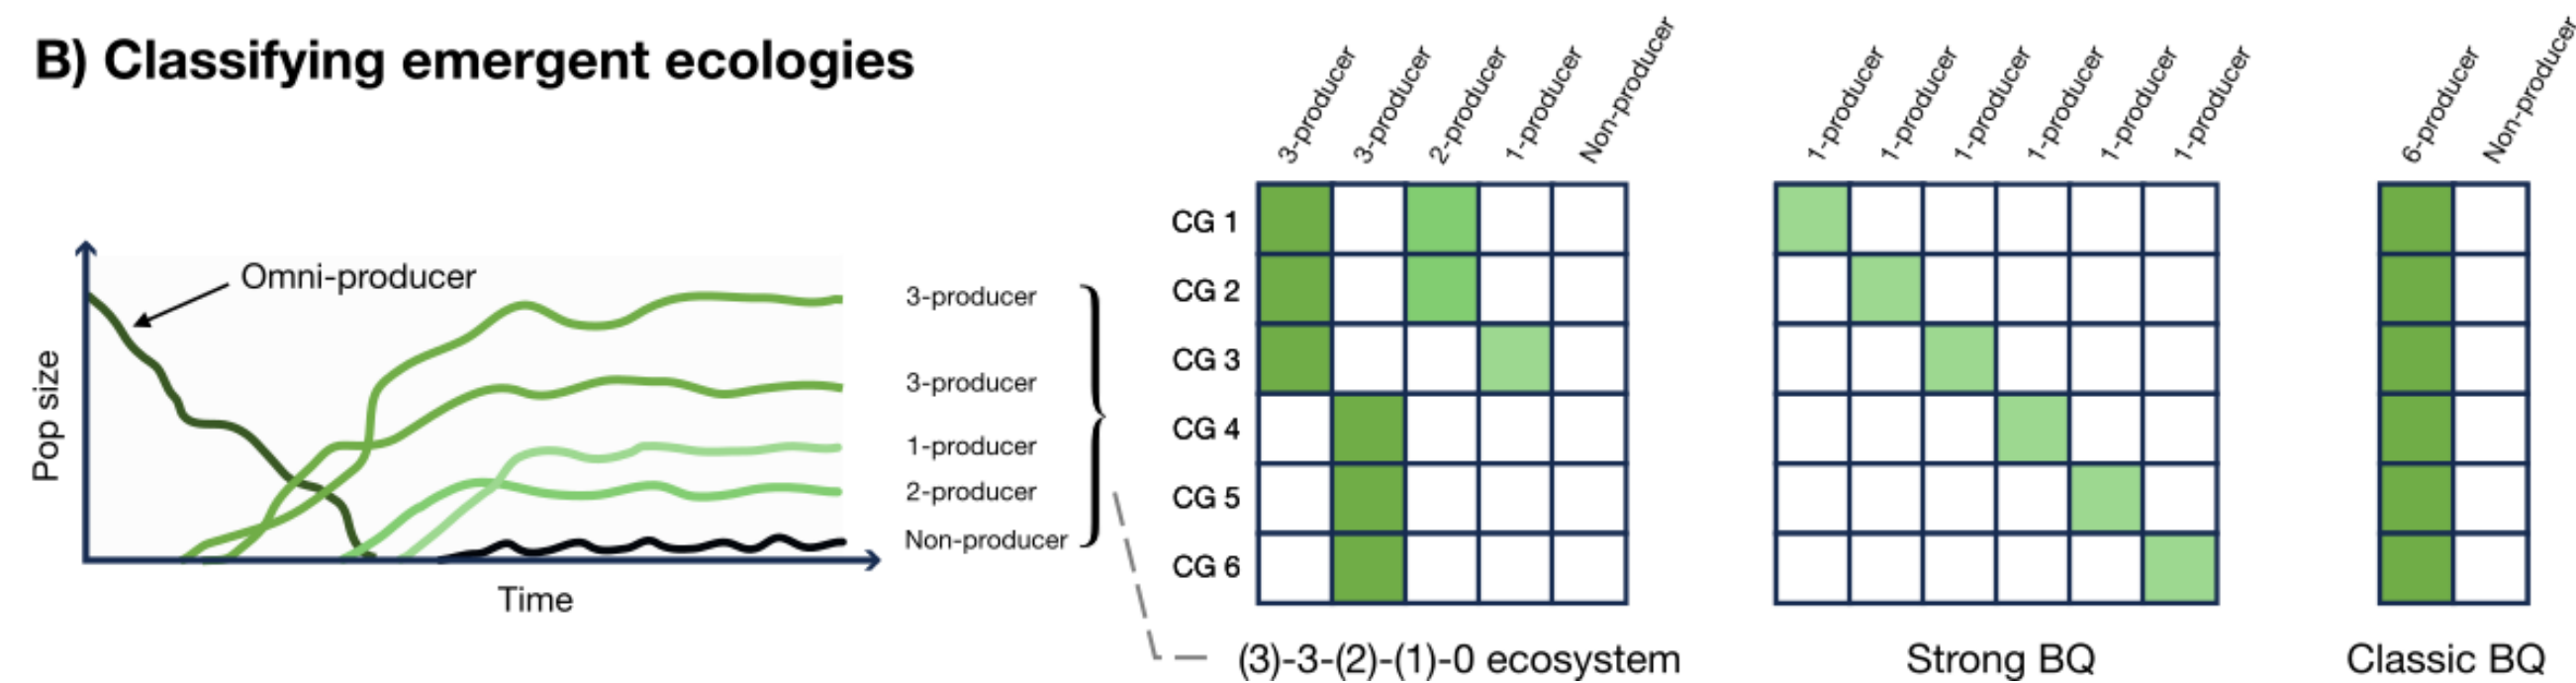 B) Classifying emergent ecologies
Omni-producer
Pop size
Time
3-producer
3-producer
1-producer
2-producer
Non-producer
3-producer
3-producer
2-producer
1-producer
Non-producer
CG 1
CG 2
CG 3
CG 4
CG 5
CG 6
(3)-3-(2)-(1)-0 ecosystem
1-producer
1-producer
1-producer
1-producer
1-producer
1-producer
Strong BQ
6-producer
Non-producer
Classic BQ